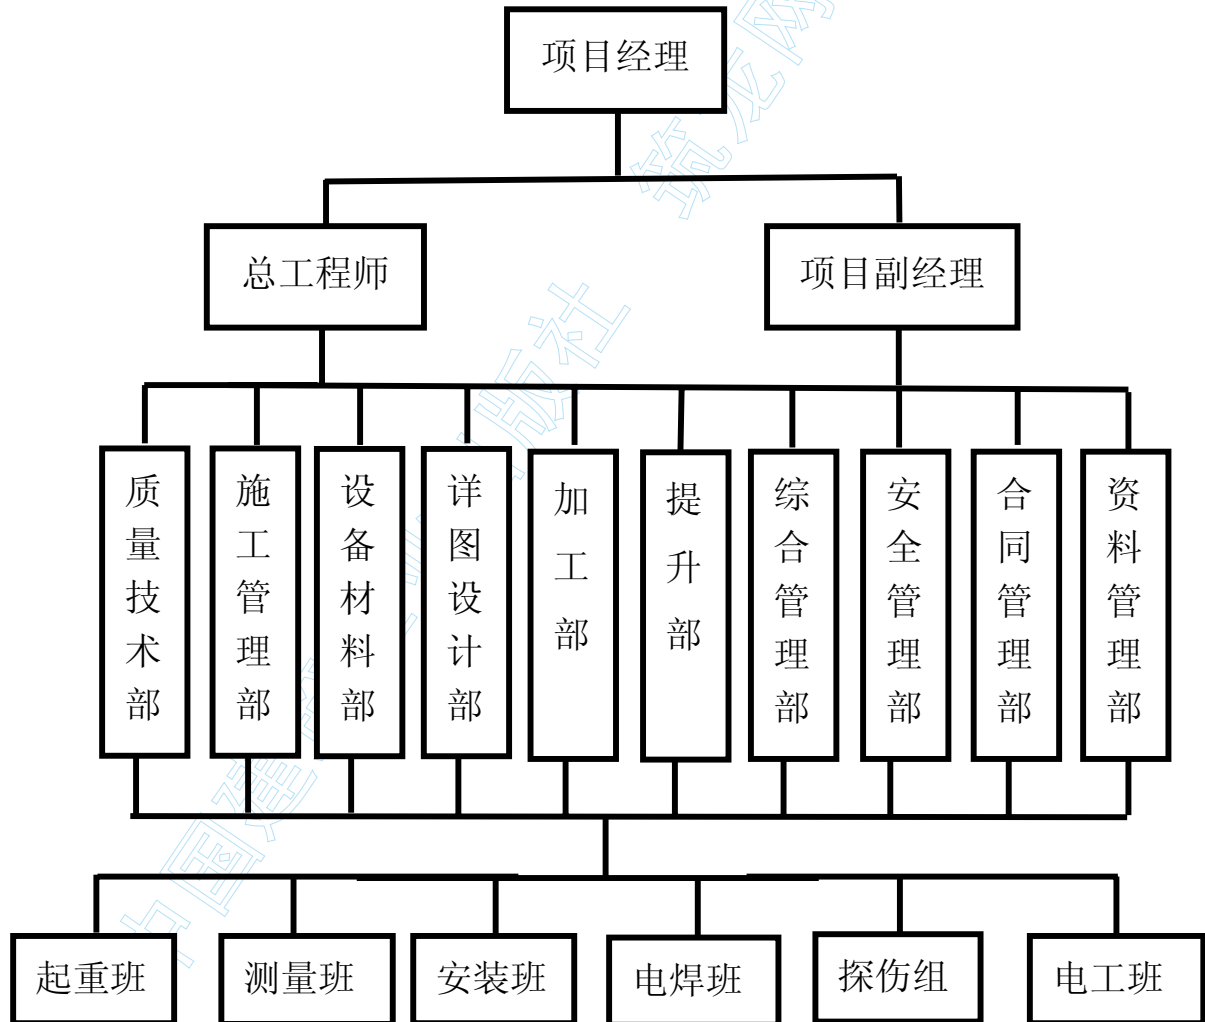 项目经理
总工程师
项目副经理
质量技术部
施工管理部
设备材料部
详图设计部
加工部
提升部
综合管理部
安全管理部
合同管理部
资料管理部
起重班
测量班
安装班
电焊班
探伤组
电工班